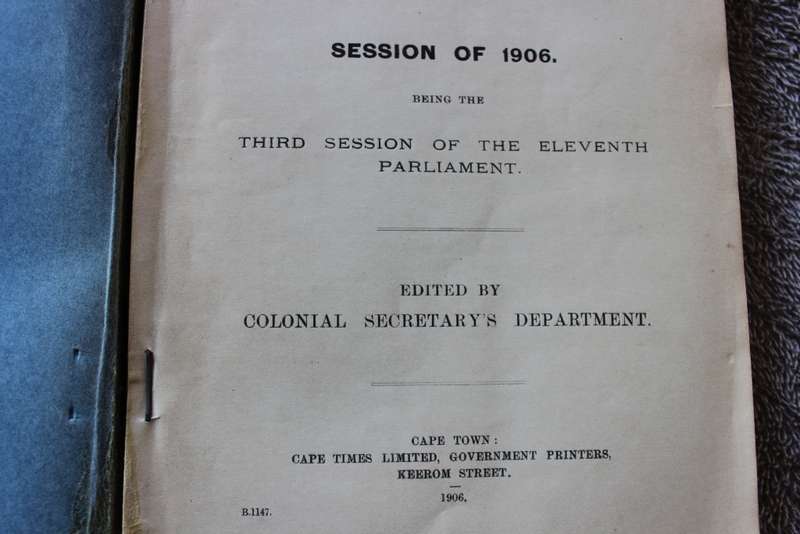 SESSION OF 1906.
BEING THE
THIRD SESSION OF THE ELEVENTH
PARLIAMENT.
EDITED BY
COLONIAL SECRETARY'S DEPARTMENT.
CAPE TOWN:
CAPE TIMES LIMITED, GOVERNMENT PRINTERS,
KEEROM STREET.
1906.
B.1147.